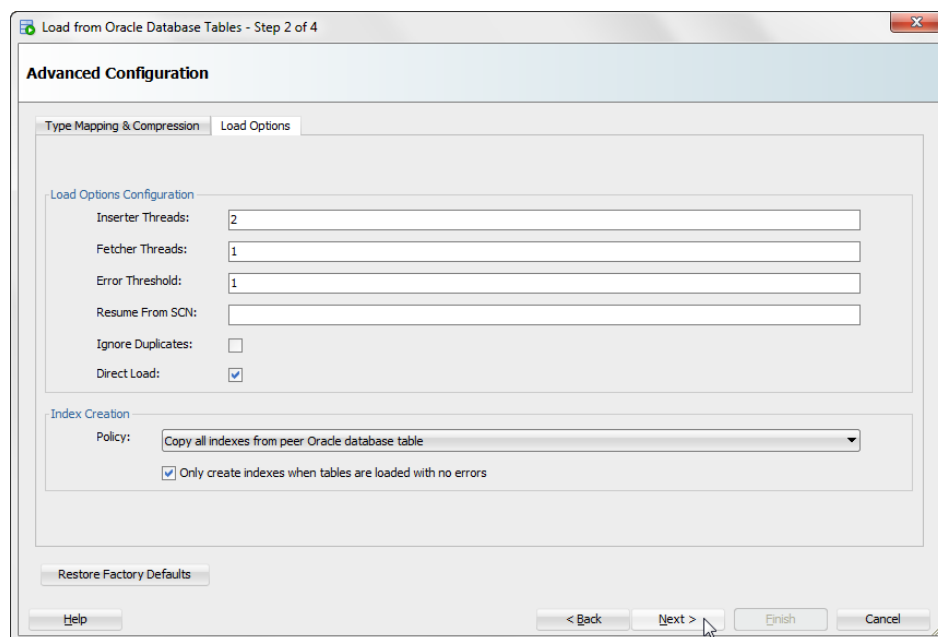 Load from Oracle Database Tables - Step 2 of 4
Advanced Configuration
Type Mapping & Compression Load Options
Load Options Configuration
Inserter Threads: 2
Fetcher Threads: 1
Error Threshold: 1
Resume From SCN:
Ignore Duplicates:
Direct Load:
Index Creation
Policy: Copy all indexes from peer Oracle database table
Only create indexes when tables are loaded with no errors
Restore Factory Defaults
Help < Back Next > Finish Cancel